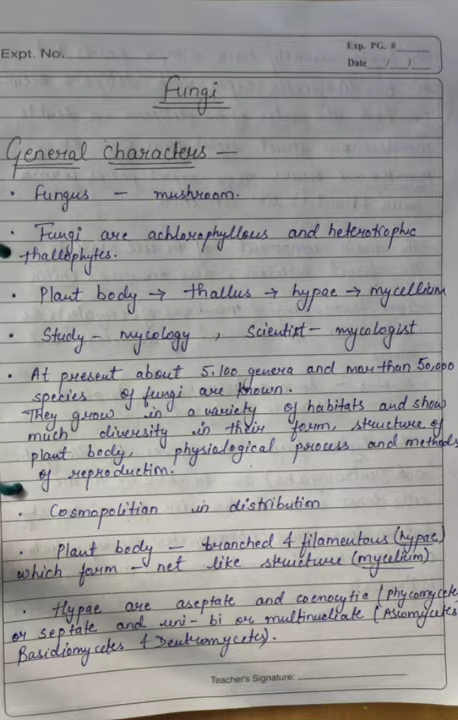 Expt. No.
Exp. PG. #
Date / /
Fungi
General Characters —
• Fungus – mushroom.
• Fungi are achlorophyllous and heterotrophic
thallophytes.
• Plant body → thallus → hypae → mycellium
• Study – mycology , Scientist – mycologist.
• At present about 5,100 genera and more than 50,000
species of fungi are known.
They grow in a variety of habitats and show
much diversity in their form, structure of
plant body, physiological process and methods
of reproduction.
• Cosmopolitian in distribution
• Plant body – branched & filamentous (hypae)
which form – net like structure (mycelium)
• Hypae are aseptate and coenocytic (Phycomycete
or septate and uni- bi or multinucliate (Ascomycetes
Basidiomycetes & Deutromycetes).
Teacher's Signature: